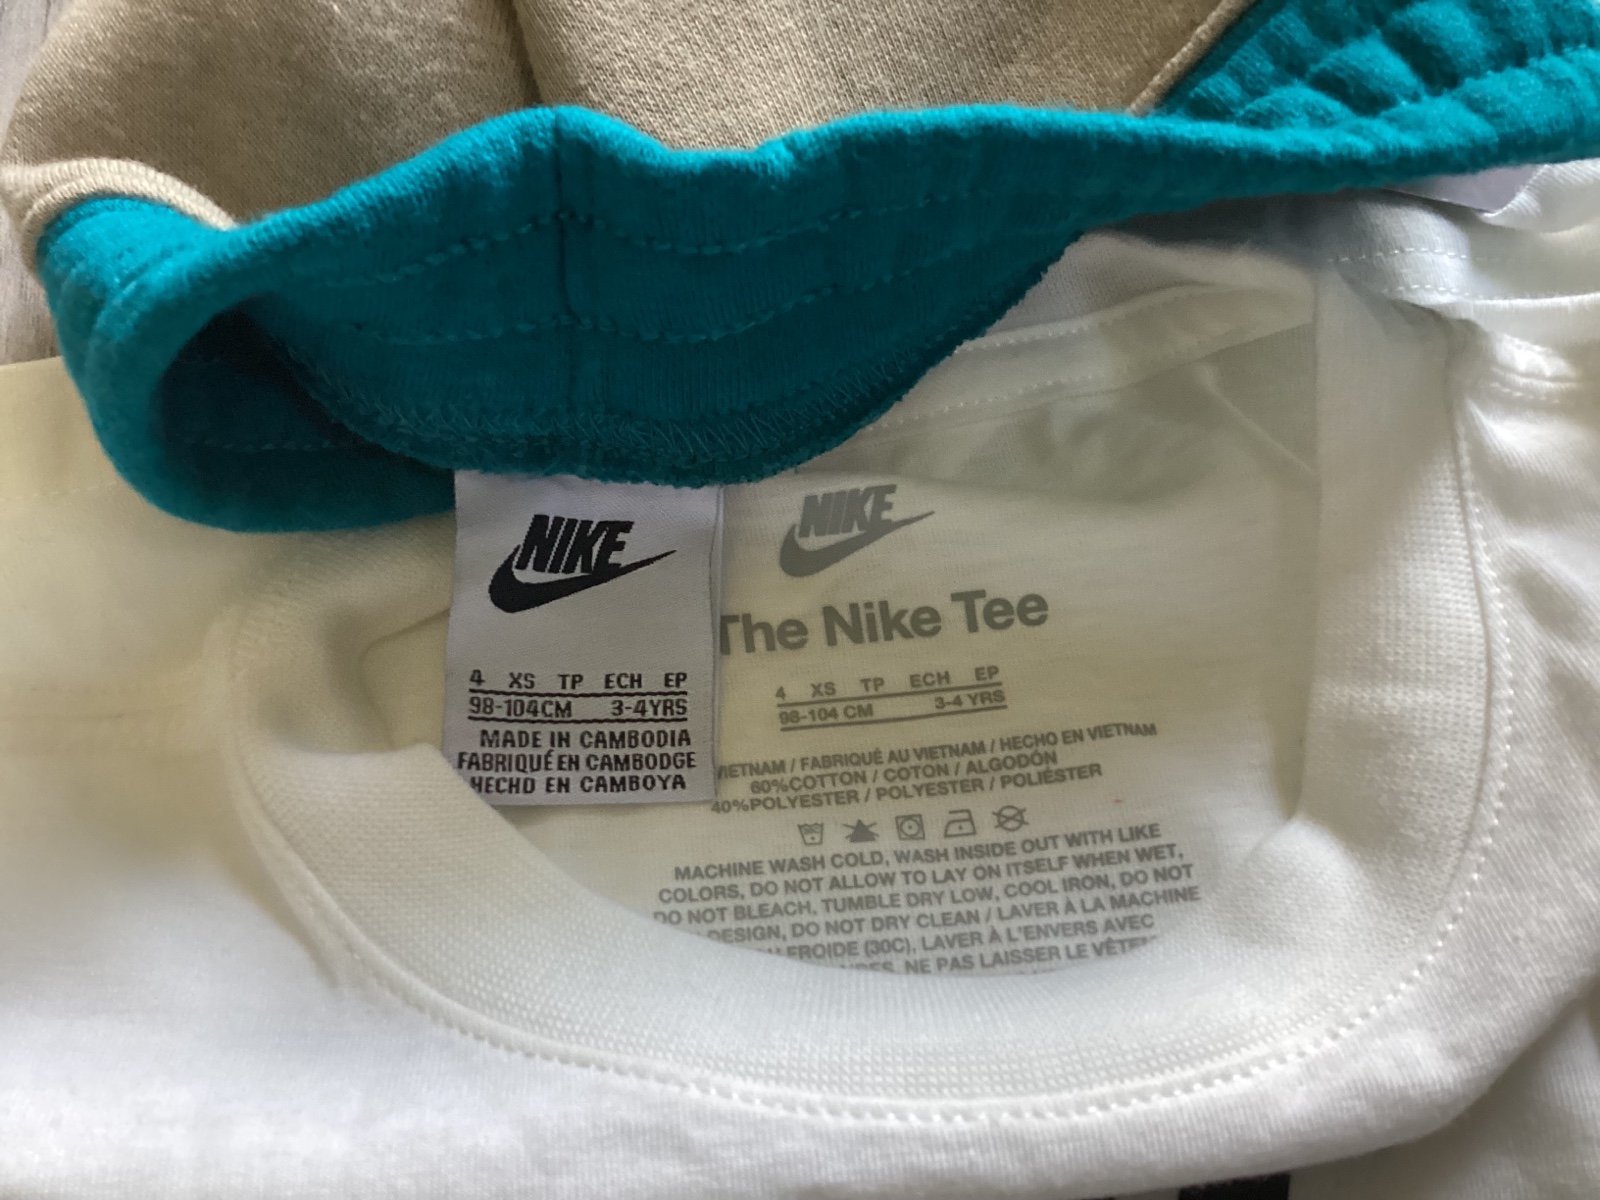 NIKE
4 XS TP ECH EP
98-104CM 3-4YRS
MADE IN CAMBODIA
FABRIQUÉ EN CAMBODGE
HECHO EN CAMBOYA
NIKE
The Nike Tee
4 XS TP ECH EP
98-104 CM 3-4 YRS
VIETNAM / FABRIQUÉ AU VIETNAM / HECHO EN VIETNAM
60%COTTON / COTON / ALGODÓN
40%POLYESTER / POLYESTER / POLIÉSTER
MACHINE WASH COLD, WASH INSIDE OUT WITH LIKE
COLORS, DO NOT ALLOW TO LAY ON ITSELF WHEN WET,
DO NOT BLEACH, TUMBLE DRY LOW, COOL IRON, DO NOT
DESIGN, DO NOT DRY CLEAN / LAVER À LA MACHINE
FROIDE (30C), LAVER À L'ENVERS AVEC
NE PAS LAISSER LE